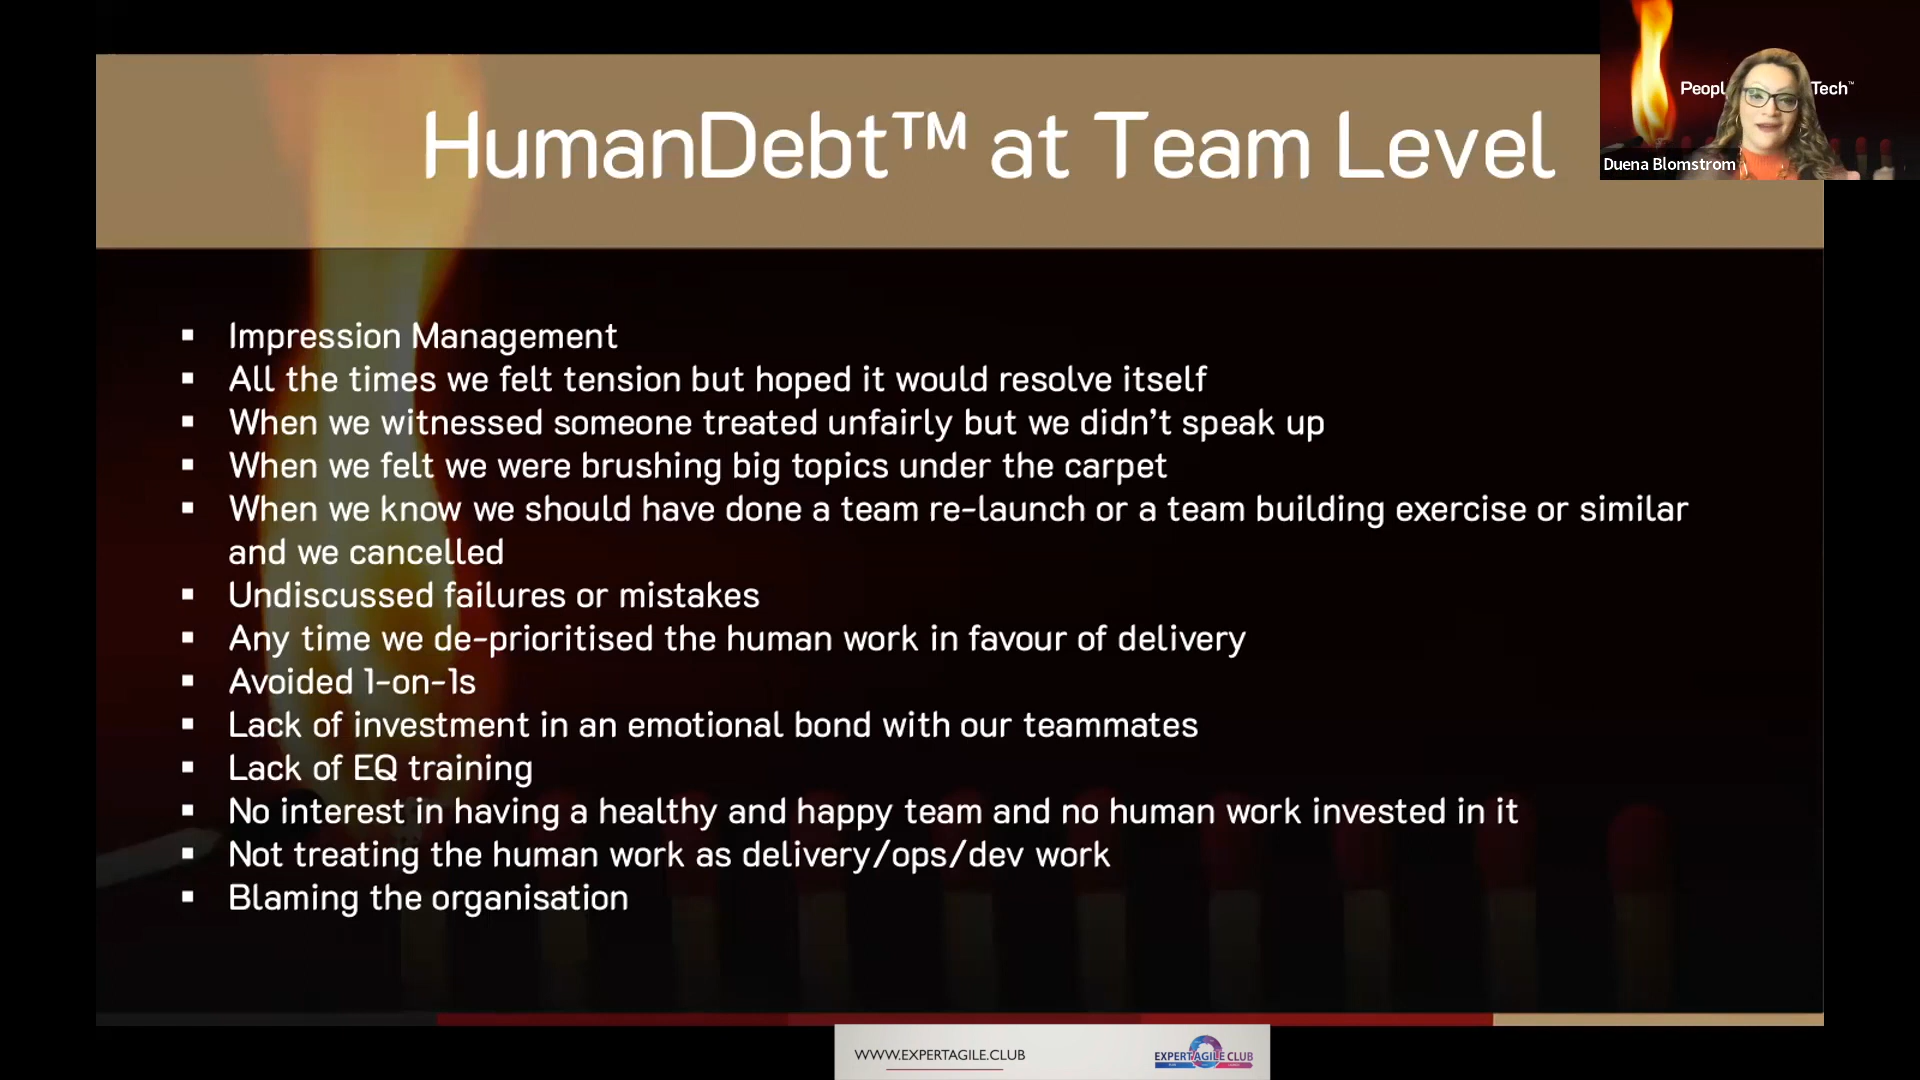 HumanDebt™ at Team Level
Peopl Tech™
Duena Blomstrom
▪ Impression Management
▪ All the times we felt tension but hoped it would resolve itself
▪ When we witnessed someone treated unfairly but we didn't speak up
▪ When we felt we were brushing big topics under the carpet
▪ When we know we should have done a team re-launch or a team building exercise or similar
and we cancelled
▪ Undiscussed failures or mistakes
▪ Any time we de-prioritised the human work in favour of delivery
▪ Avoided 1-on-1s
▪ Lack of investment in an emotional bond with our teammates
▪ Lack of EQ training
▪ No interest in having a healthy and happy team and no human work invested in it
▪ Not treating the human work as delivery/ops/dev work
▪ Blaming the organisation
WWW.EXPERTAGILE.CLUB
EXPERT AGILE CLUB